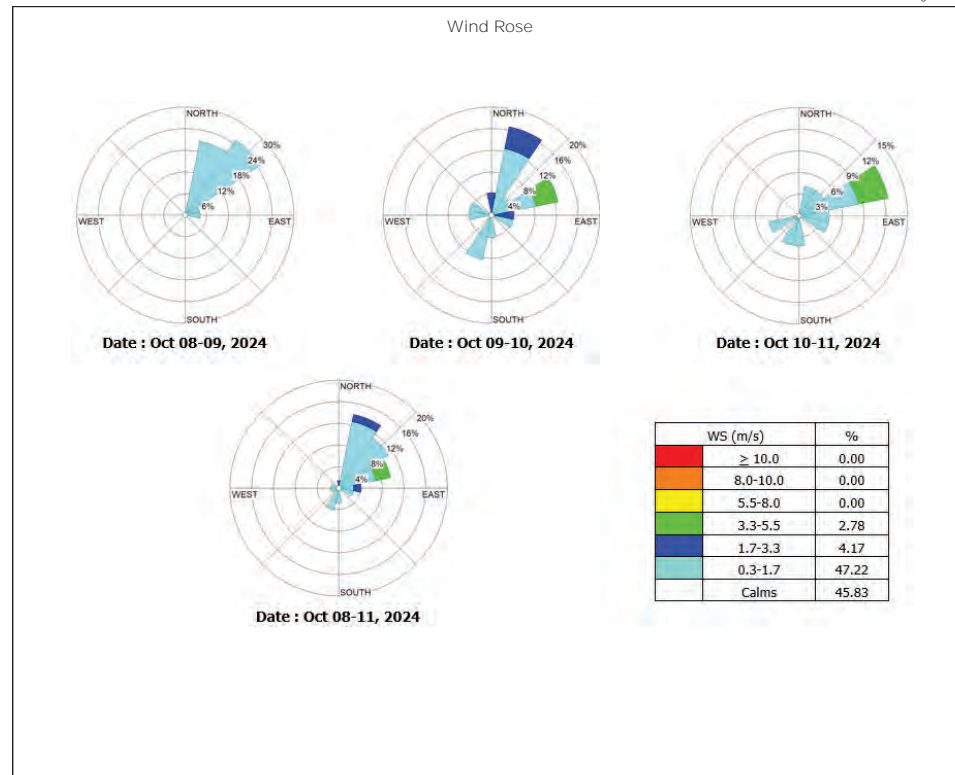 Wind Rose
NORTH
30%
24%
18%
12%
6%
WEST
EAST
SOUTH
Date : Oct 08-09, 2024
NORTH
20%
16%
12%
8%
4%
WEST
EAST
SOUTH
Date : Oct 09-10, 2024
NORTH
15%
12%
9%
6%
3%
WEST
EAST
SOUTH
Date : Oct 10-11, 2024
NORTH
20%
16%
12%
8%
4%
WEST
EAST
SOUTH
Date : Oct 08-11, 2024
WS (m/s) %
≥ 10.0 0.00
8.0-10.0 0.00
5.5-8.0 0.00
3.3-5.5 2.78
1.7-3.3 4.17
0.3-1.7 47.22
Calms 45.83